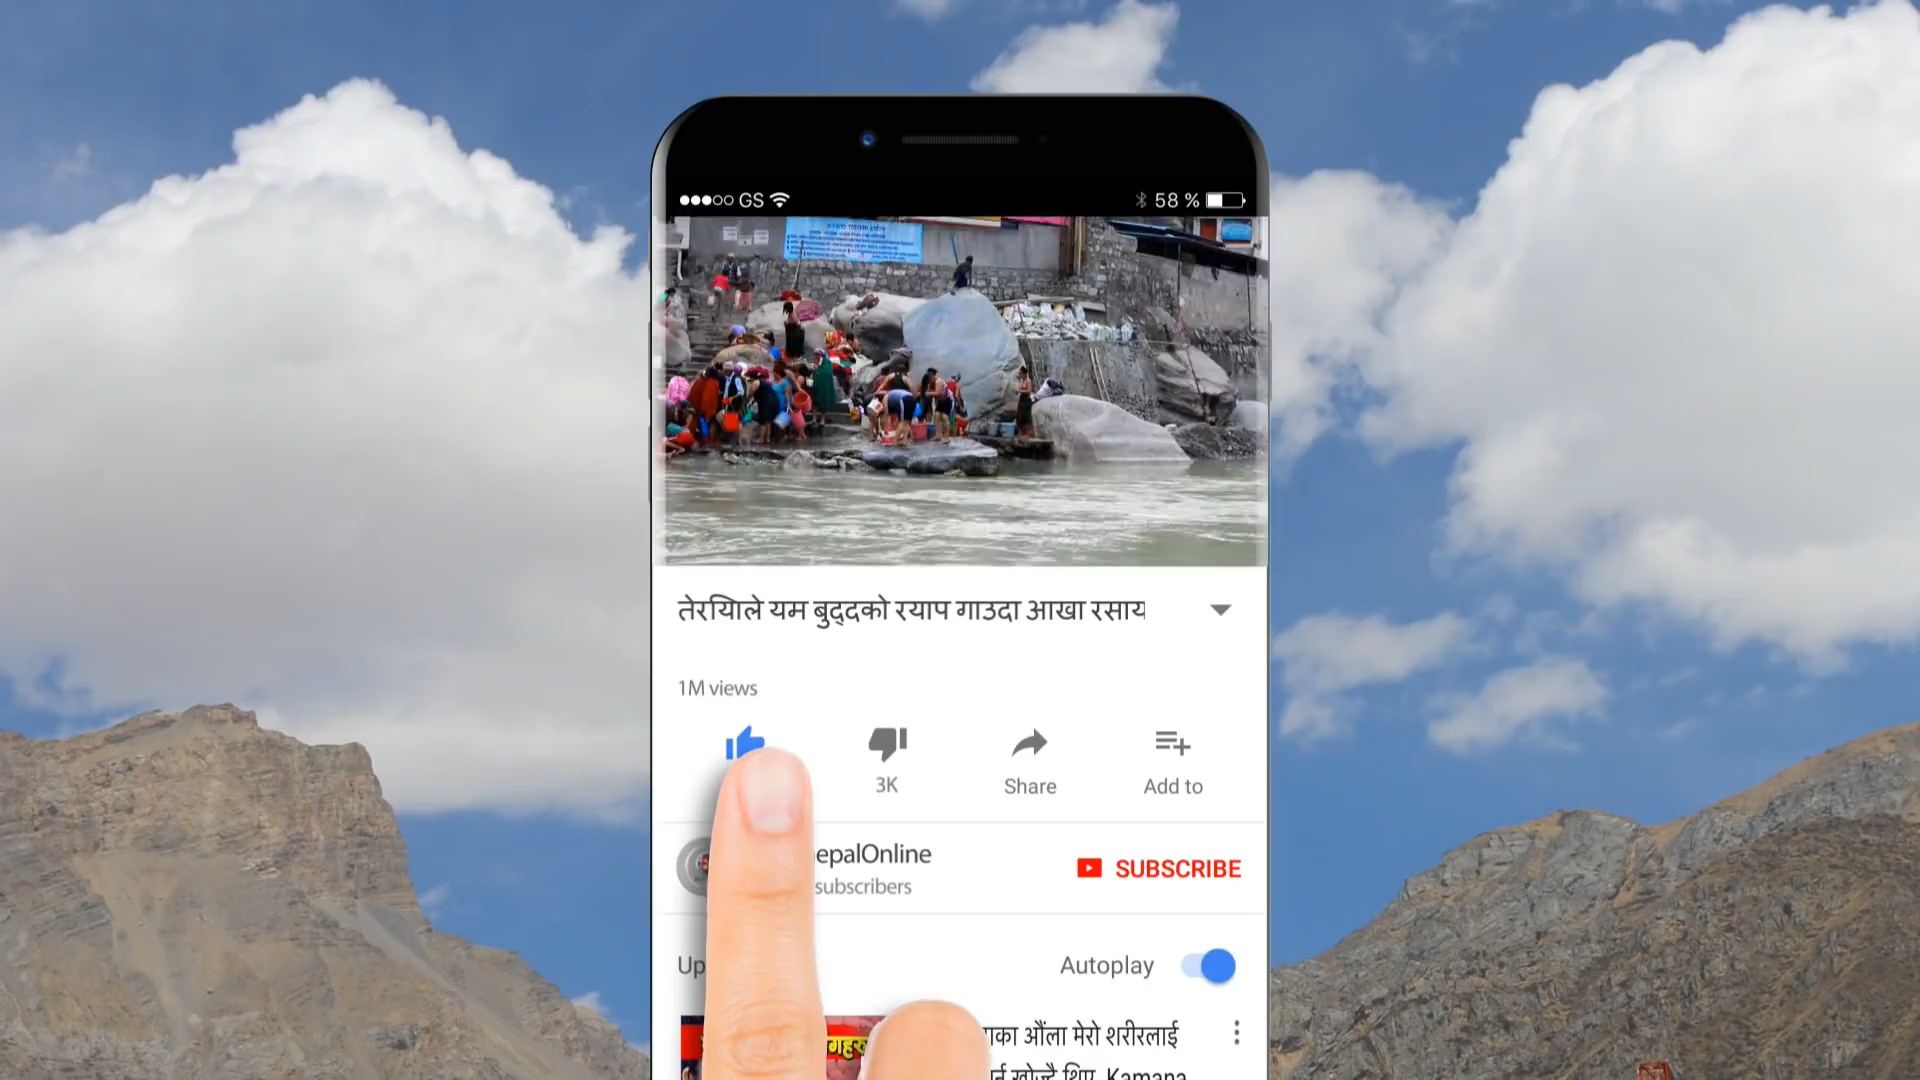 GS
58 %
तेरयािले यम बुद्दको रयाप गाउदा आखा रसाय
1M views
3K
Share
Add to
epalOnline
SUBSCRIBE
subscribers
Up
Autoplay
औंला मेरो शरीरलाई
खोज्दै थिए, Kamana